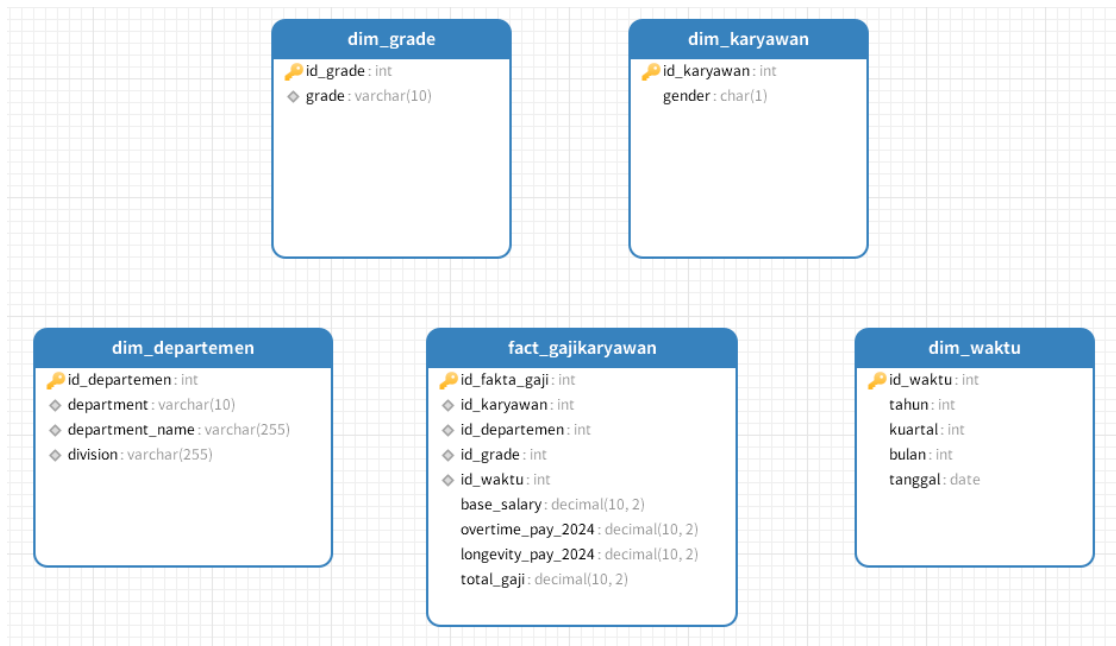 dim_grade
id_grade : int
grade : varchar(10)
dim_karyawan
id_karyawan : int
gender : char(1)
dim_departemen
id_departemen : int
department : varchar(10)
department_name : varchar(255)
division : varchar(255)
fact_gajikaryawan
id_fakta_gaji : int
id_karyawan : int
id_departemen : int
id_grade : int
id_waktu : int
base_salary : decimal(10, 2)
overtime_pay_2024 : decimal(10, 2)
longevity_pay_2024 : decimal(10, 2)
total_gaji : decimal(10, 2)
dim_waktu
id_waktu : int
tahun : int
kuartal : int
bulan : int
tanggal : date